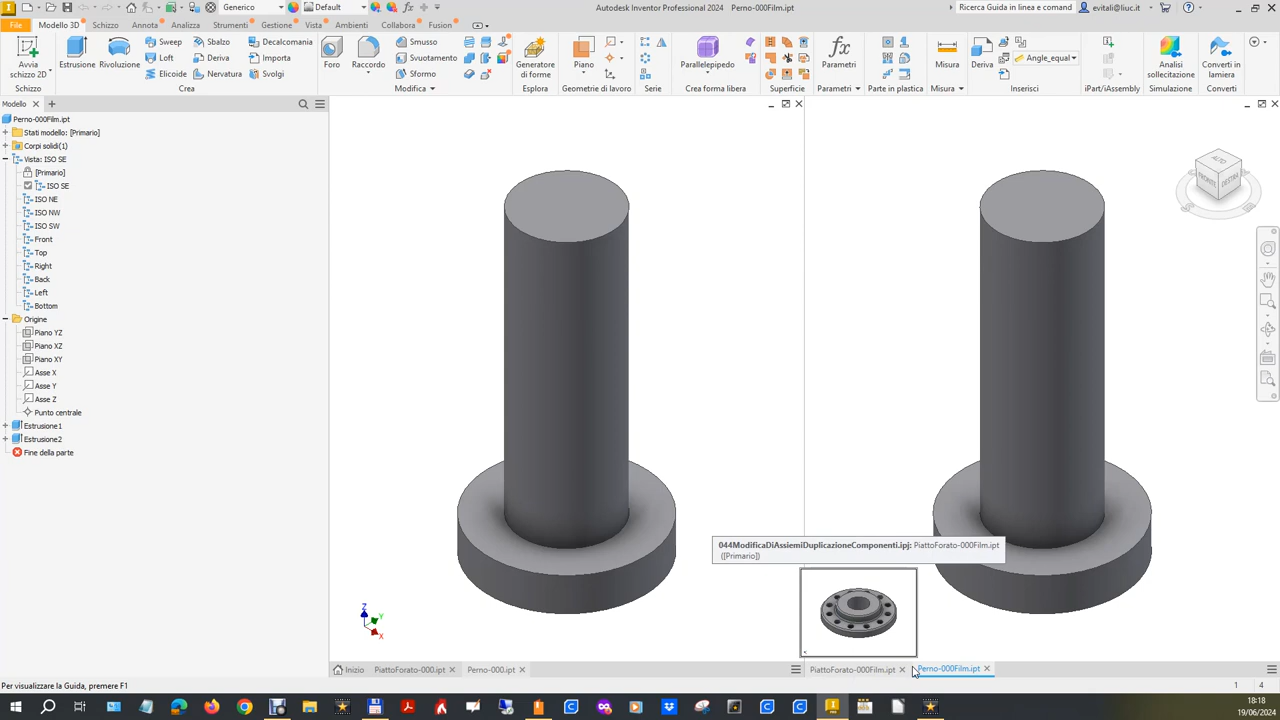 Generico
Default
Autodesk Inventor Professional 2024
Perno-000Film.ipt
Ricerca Guida in linea e comand
evitali@liuc.it
File
Modello 3D
Schizzo
Annota
Analizza
Strumenti
Gestione
Vista
Ambienti
Collabora
Fusion
Avvia schizzo 2D
Estrusione
Rivoluzione
Sweep
Sbalzo
Decalcomania
Loft
Deriva
Importa
Elicoide
Nervatura
Svolgi
Foro
Raccordo
Smusso
Svuotamento
Sformo
Generatore di forme
Piano
Parallelepipedo
Parametri
Misura
Deriva
Angle_equal
Analisi sollecitazione
Converti in lamiera
Schizzo
Crea
Modifica
Esplora
Geometrie di lavoro
Serie
Crea forma libera
Superficie
Parametri
Parte in plastica
Misura
Inserisci
iPart/iAssembly
Simulazione
Converti
Modello
Perno-000Film.ipt
Stati modello: [Primario]
Corpi solidi(1)
Vista: ISO SE
[Primario]
ISO SE
ISO NE
ISO NW
ISO SW
Front
Top
Right
Back
Left
Bottom
Origine
Piano YZ
Piano XZ
Piano XY
Asse X
Asse Y
Asse Z
Punto centrale
Estrusione1
Estrusione2
Fine della parte
ALTO
FRONTE
Z
Y
X
044ModificaDiAssiemiDuplicazioneComponenti.ipj: PiattoForato-000Film.ipt
([Primario])
Inizio
PiattoForato-000.ipt
Perno-000.ipt
PiattoForato-000Film.ipt
Perno-000Film.ipt
Per visualizzare la Guida, premere F1
1
4
18:18
19/06/2024